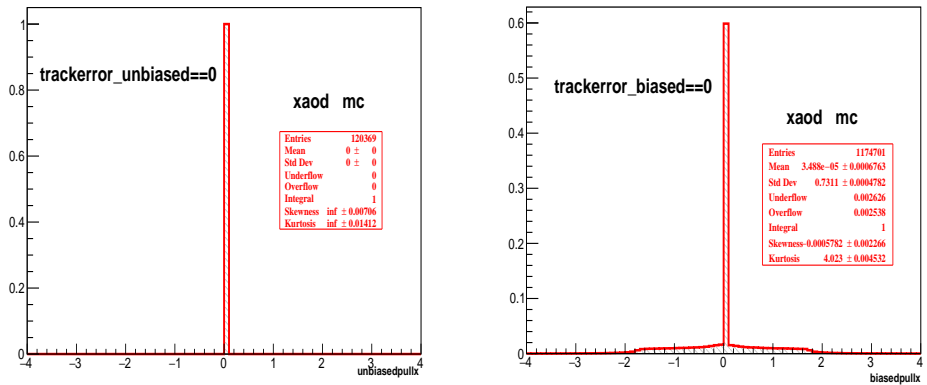 1
0.8
0.6
0.4
0.2
0
−4 −3 −2 −1 0 1 2 3 4
unbiasedpullx
trackerror_unbiased==0
xaod mc
Entries 120369
Mean 0 ± 0
Std Dev 0 ± 0
Underflow 0
Overflow 0
Integral 1
Skewness inf ± 0.00706
Kurtosis inf ± 0.01412
0.6
0.5
0.4
0.3
0.2
0.1
0
−4 −3 −2 −1 0 1 2 3 4
biasedpullx
trackerror_biased==0
xaod mc
Entries 1174701
Mean 3.488e−05 ± 0.0006763
Std Dev 0.7311 ± 0.0004782
Underflow 0.002626
Overflow 0.002538
Integral 1
Skewness−0.0005782 ± 0.002266
Kurtosis 4.023 ± 0.004532